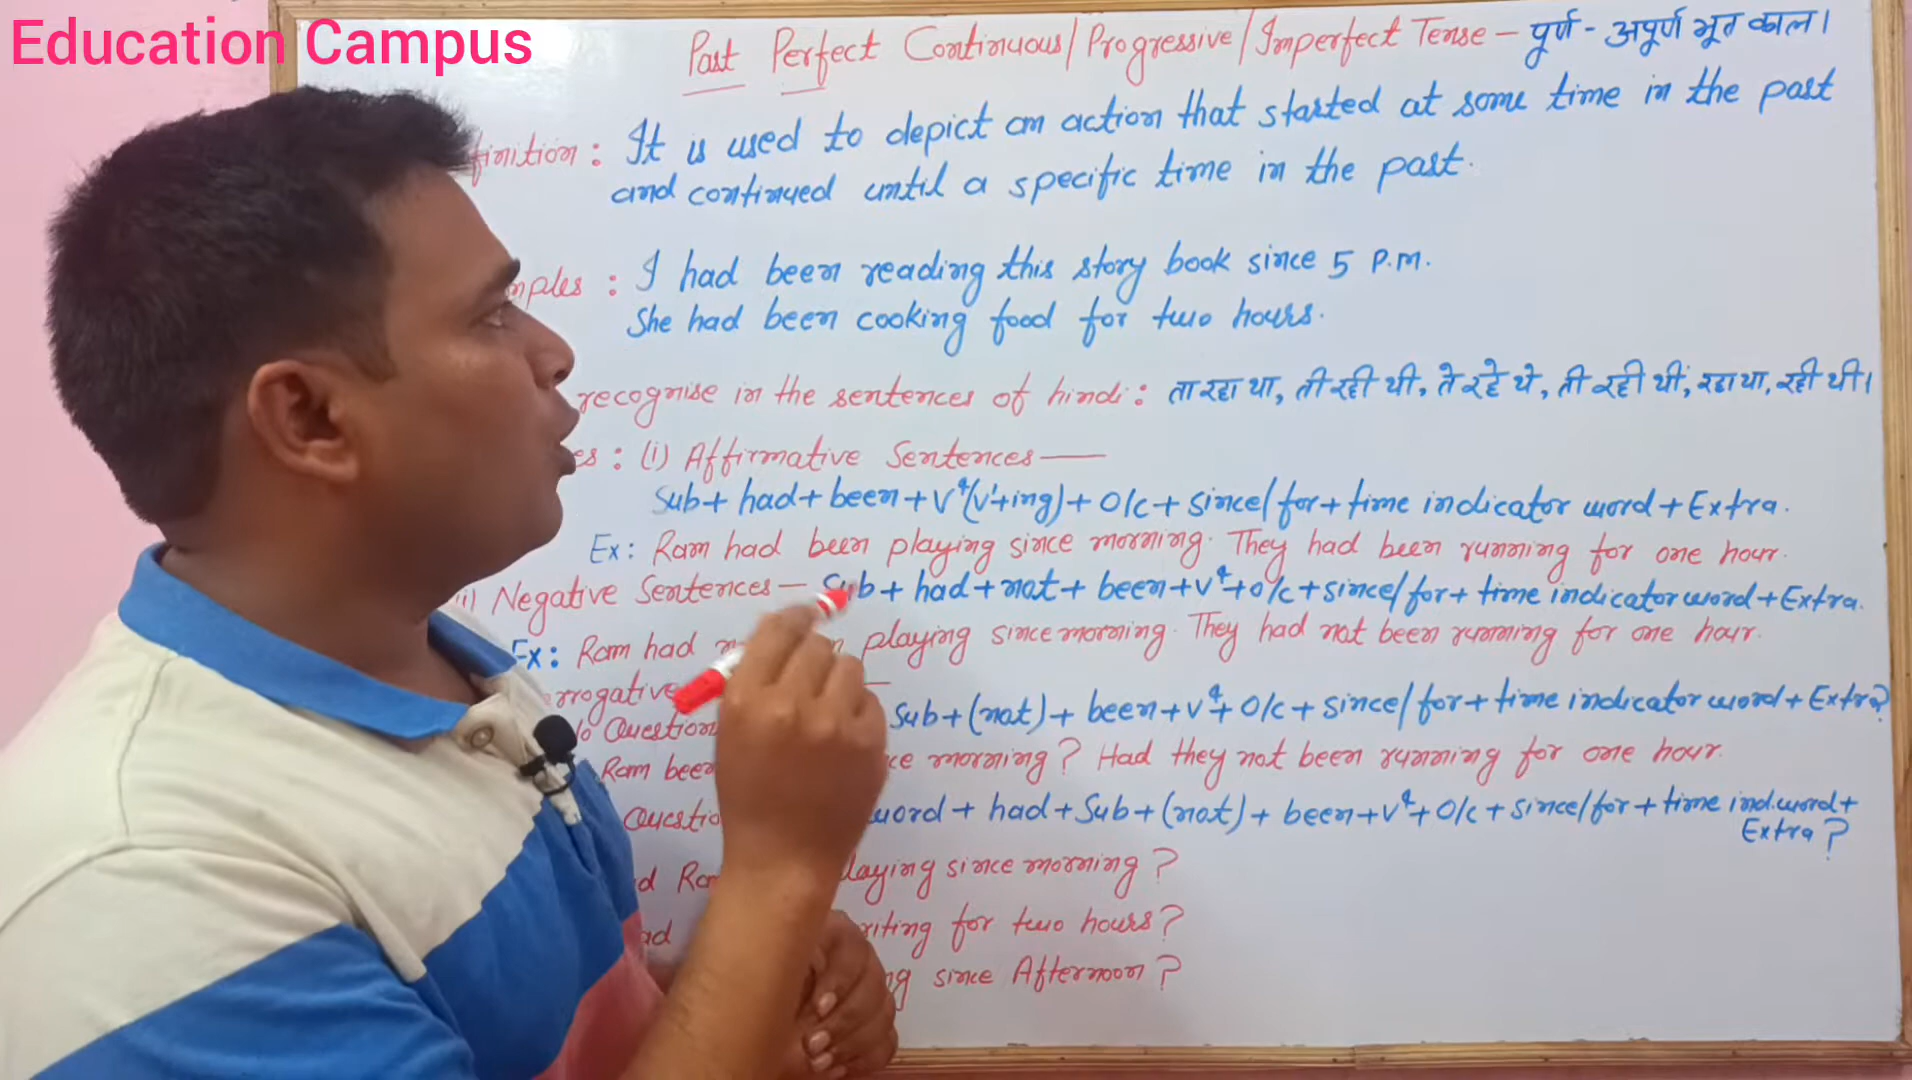 Education Campus
Past Perfect Continuous/Progressive/Imperfect Tense – पूर्ण - अपूर्ण भूत काल।
finition : It is used to depict an action that started at some time in the past
and continued until a specific time in the past.
mples : I had been reading this story book since 5 P.M.
She had been cooking food for two hours.
recognise in the sentences of hindi : ता रहा था, ती रही थी, ते रहे थे, ती रही थीं, रहा था, रही थी।
es : (i) Affirmative Sentences —
Sub + had + been + V⁴(V¹+ing) + O/c + since/for + time indicator word + Extra.
Ex : Ram had been playing since morning. They had been running for one hour.
ii) Negative Sentences — Sub + had + not + been + V⁴ + O/c + since/for + time indicator word + Extra.
Ex : Ram had playing since morning. They had not been running for one hour.
rrogative
Question Sub + (not) + been + V⁴ + O/c + since/for + time indicator word + Extra?
Ram been ce morning? Had they not been running for one hour.
Questio word + had + Sub + (not) + been + V⁴ + O/c + since/for + time ind. word +
Extra?
d Ra laying since morning?
ad riting for two hours?
ng since Afternoon?